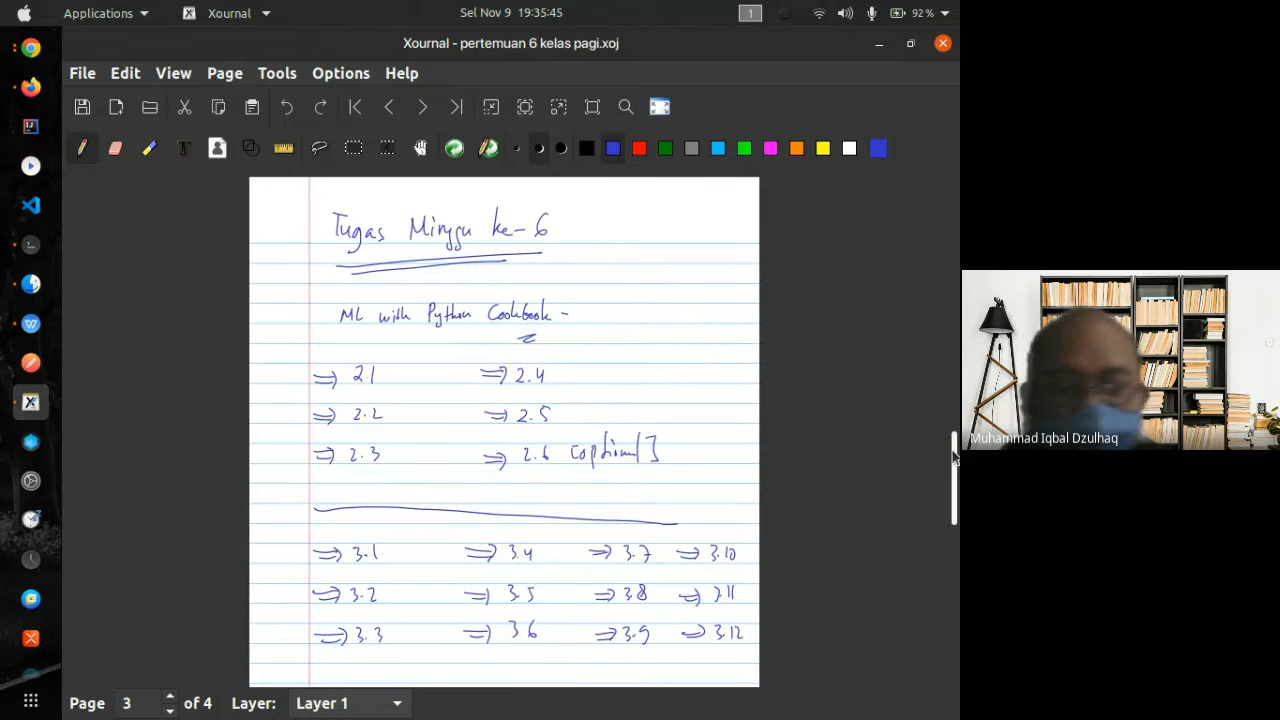 Applications
Xournal
Sel Nov 9 19:35:45
1
92%
Xournal - pertemuan 6 kelas pagi.xoj
File Edit View Page Tools Options Help
Tugas Minggu ke-6
ML with Python Cookbook -
⇒ 2.1 ⇒ 2.4
⇒ 2.2 ⇒ 2.5
⇒ 2.3 ⇒ 2.6 [optional]
⇒ 3.1 ⇒ 3.4 ⇒ 3.7 ⇒ 3.10
⇒ 3.2 ⇒ 3.5 ⇒ 3.8 ⇒ 3.11
⇒ 3.3 ⇒ 3.6 ⇒ 3.9 ⇒ 3.12
Page 3 of 4 Layer: Layer 1
Muhammad Iqbal Dzulhaq